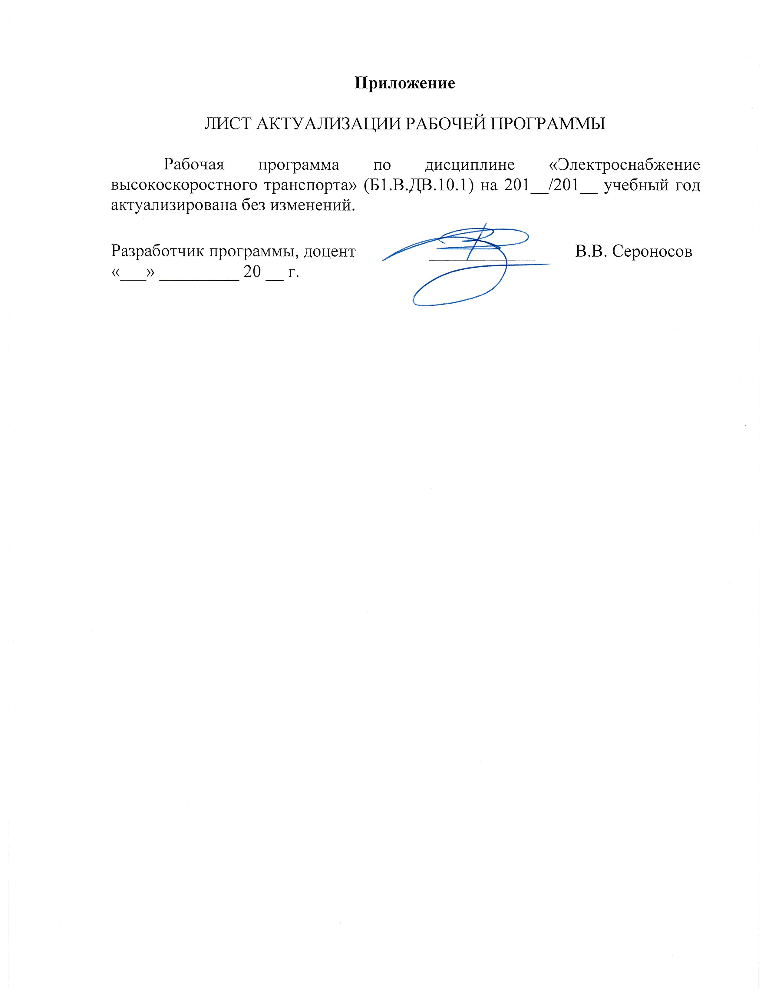 Приложение
ЛИСТ АКТУАЛИЗАЦИИ РАБОЧЕЙ ПРОГРАММЫ
Рабочая программа по дисциплине «Электроснабжение
высокоскоростного транспорта» (Б1.В.ДВ.10.1) на 201__/201__ учебный год
актуализирована без изменений.
Разработчик программы, доцент ____________ В.В. Сероносов
«___» _________ 20 __ г.